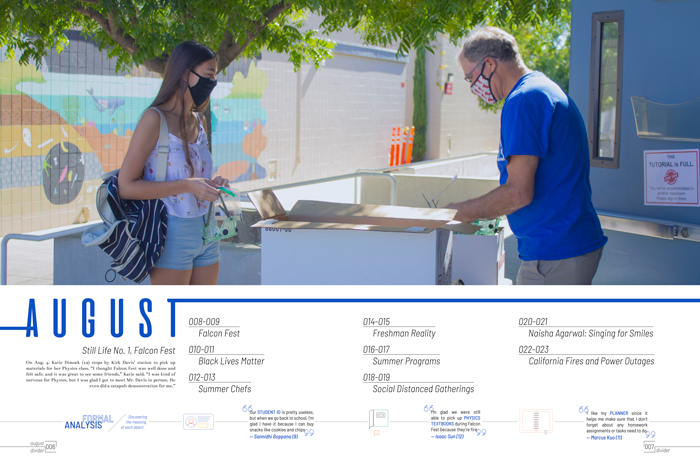 THIS
TUTORIAL is FULL
AUGUST
Still Life No. 1, Falcon Fest
On Aug. 4, Katie Dimock (12) stops by Kirk Davis' station to pick up
materials for her Physics class. "I thought Falcon Fest was well done and
felt safe; and it was great to see some friends," Katie said. "I was kind of
nervous for Physics, but I was glad I got to meet Mr. Davis in person. He
even did a catapult demonstration for me."
008-009
Falcon Fest
010-011
Black Lives Matter
012-013
Summer Chefs
014-015
Freshman Reality
016-017
Summer Programs
018-019
Social Distanced Gatherings
020-021
Naisha Agarwal: Singing for Smiles
022-023
California Fires and Power Outages
FORMAL
ANALYSIS
Discovering
the meaning
of each object
Our STUDENT ID is pretty useless,
but when we go back to school, I'm
glad I have it because I can buy
snacks like cookies and chips.
– Sannidhi Boppana (9)
I'm glad we were still
able to pick up PHYSICS
TEXTBOOKS during Falcon
Fest because they're fire.
– Isaac Sun (12)
I like my PLANNER since it
helps me make sure that I don't
forget about any homework
assignments or tasks need to do.
– Marcus Kuo (11)
august
divider
006
007
divider